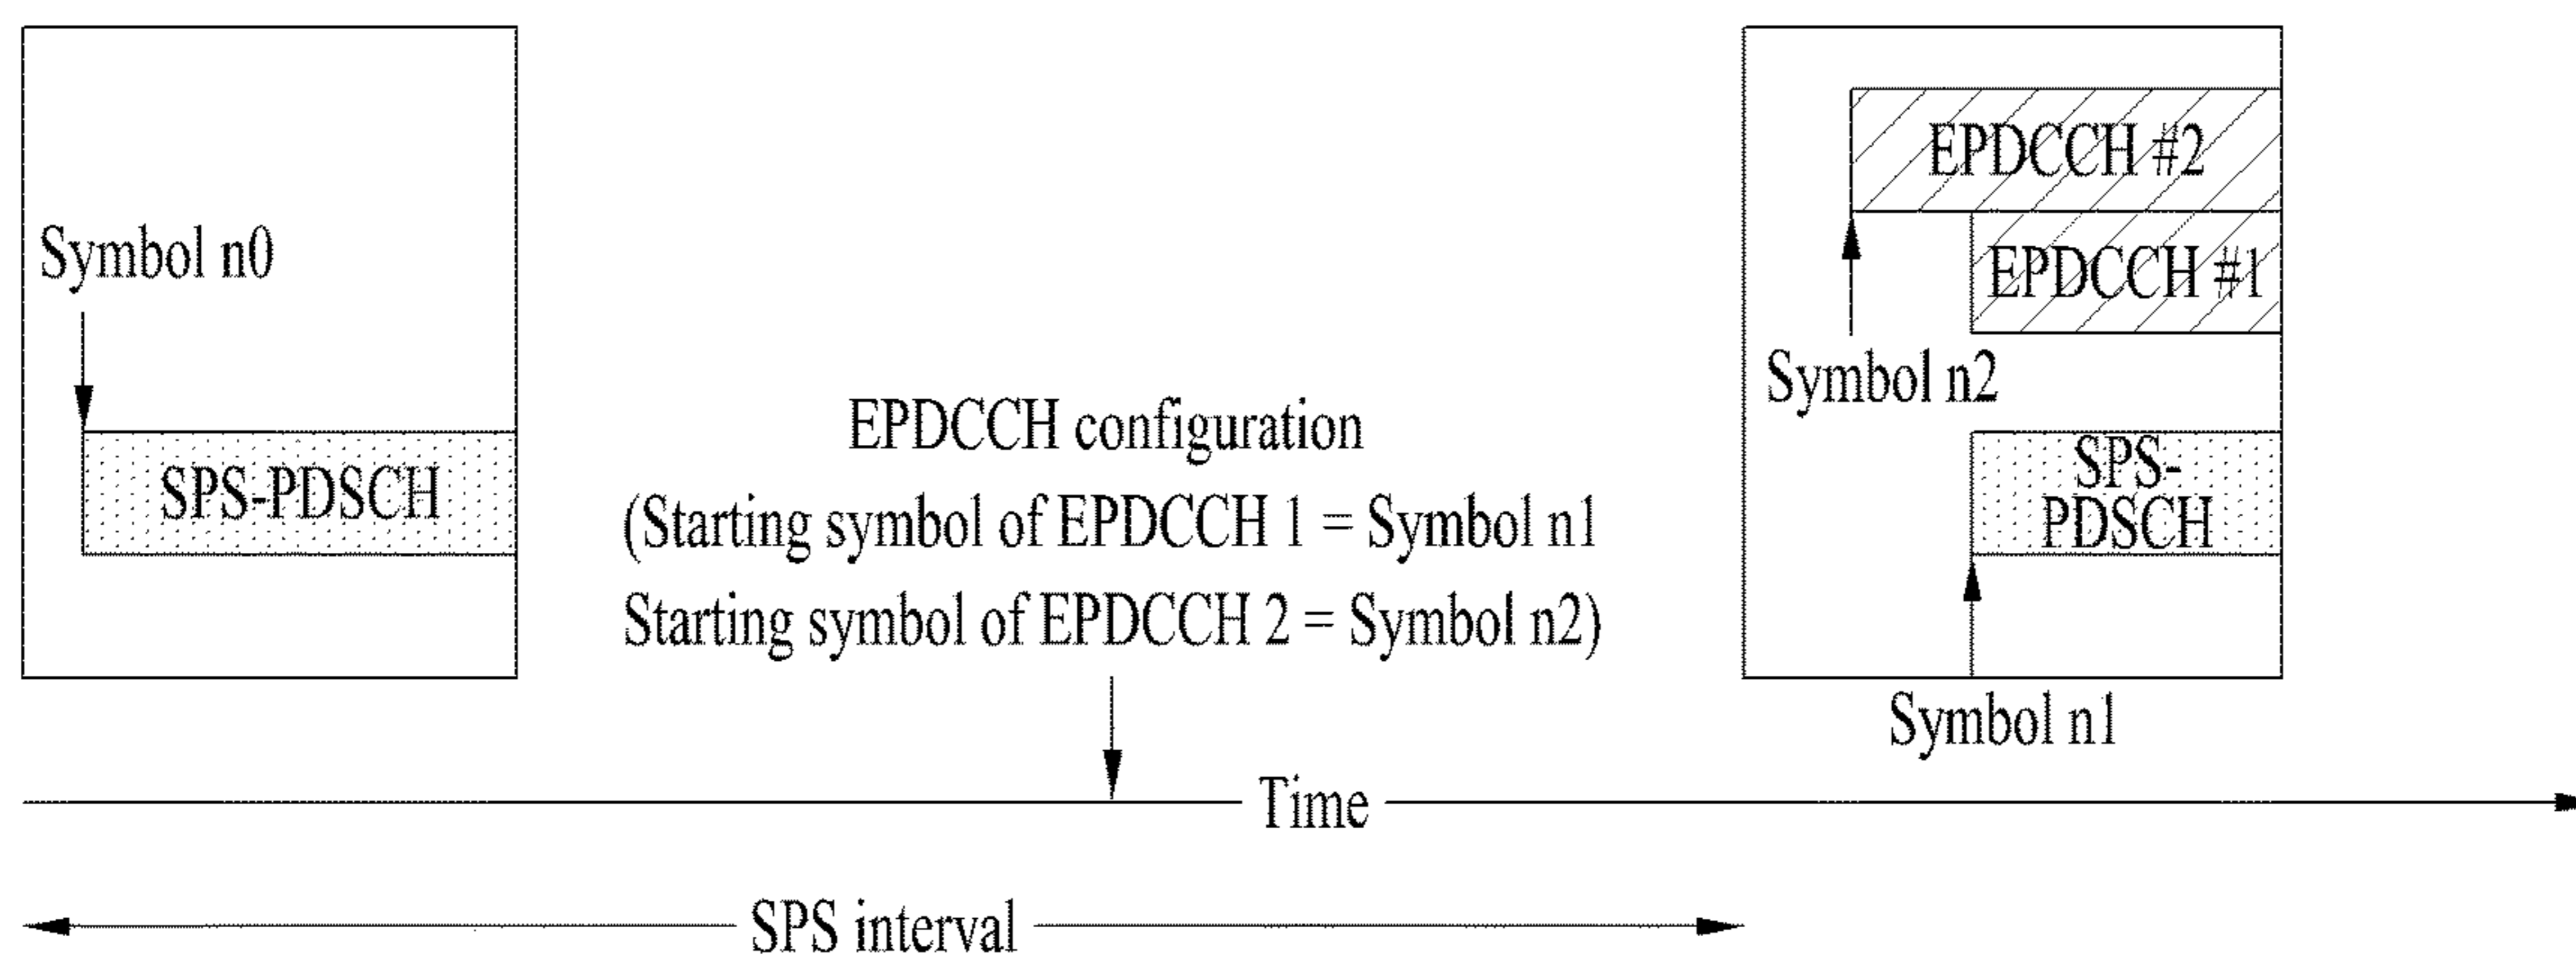 Symbol n0
SPS-PDSCH
EPDCCH configuration
(Starting symbol of EPDCCH 1 = Symbol n1
Starting symbol of EPDCCH 2 = Symbol n2)
EPDCCH #2
EPDCCH #1
Symbol n2
SPS-
PDSCH
Symbol n1
Time
SPS interval